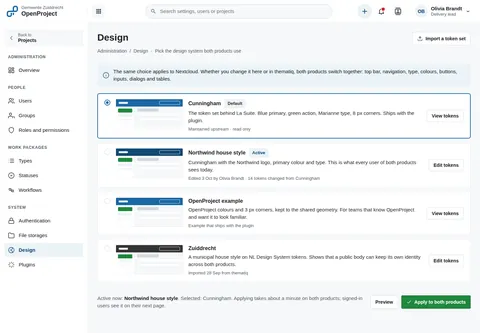 Gemeente Zuiddrecht
OpenProject
Search settings, users or projects
OB
Olivia Brandt
Delivery lead
Back to
Projects
ADMINISTRATION
Overview
PEOPLE
Users
Groups
Roles and permissions
WORK PACKAGES
Types
Statuses
Workflows
SYSTEM
Authentication
File storages
Design
Plugins
Design
Administration / Design - Pick the design system both products use
Import a token set
The same choice applies to Nextcloud. Whether you change it here or in thematiq, both products switch together: top bar, navigation, type, colours, buttons,
inputs, dialogs and tables.
Cunningham Default
The token set behind La Suite. Blue primary, green action, Marianne type, 8 px corners. Ships with the
plugin.
Maintained upstream · read only
View tokens
Northwind house style Active
Cunningham with the Northwind logo, primary colour and type. This is what every user of both products
sees today.
Edited 3 Oct by Olivia Brandt · 14 tokens changed from Cunningham
Edit tokens
OpenProject example
OpenProject colours and 3 px corners, kept to the shared geometry. For teams that know OpenProject
and want it to look familiar.
Example that ships with the plugin
View tokens
Zuiddrecht
A municipal house style on NL Design System tokens. Shows that a public body can keep its own identity
across both products.
Imported 28 Sep from thematiq
Edit tokens
Active now: Northwind house style. Selected: Cunningham. Applying takes about a minute on both products; signed-in
users see it on their next page.
Preview
Apply to both products